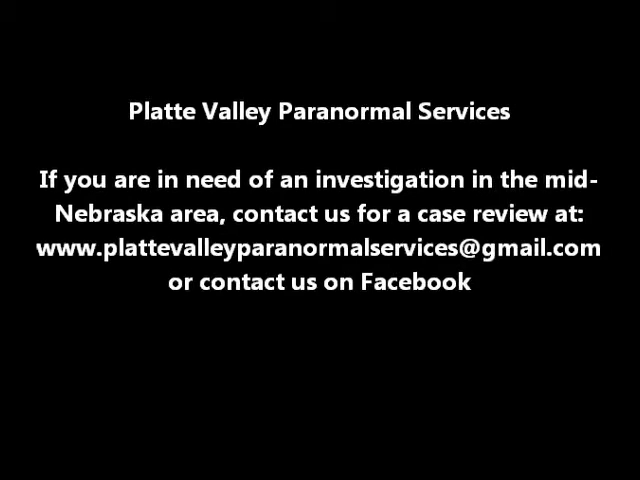 Platte Valley Paranormal Services
If you are in need of an investigation in the mid-
Nebraska area, contact us for a case review at:
www.plattevalleyparanormalservices@gmail.com
or contact us on Facebook